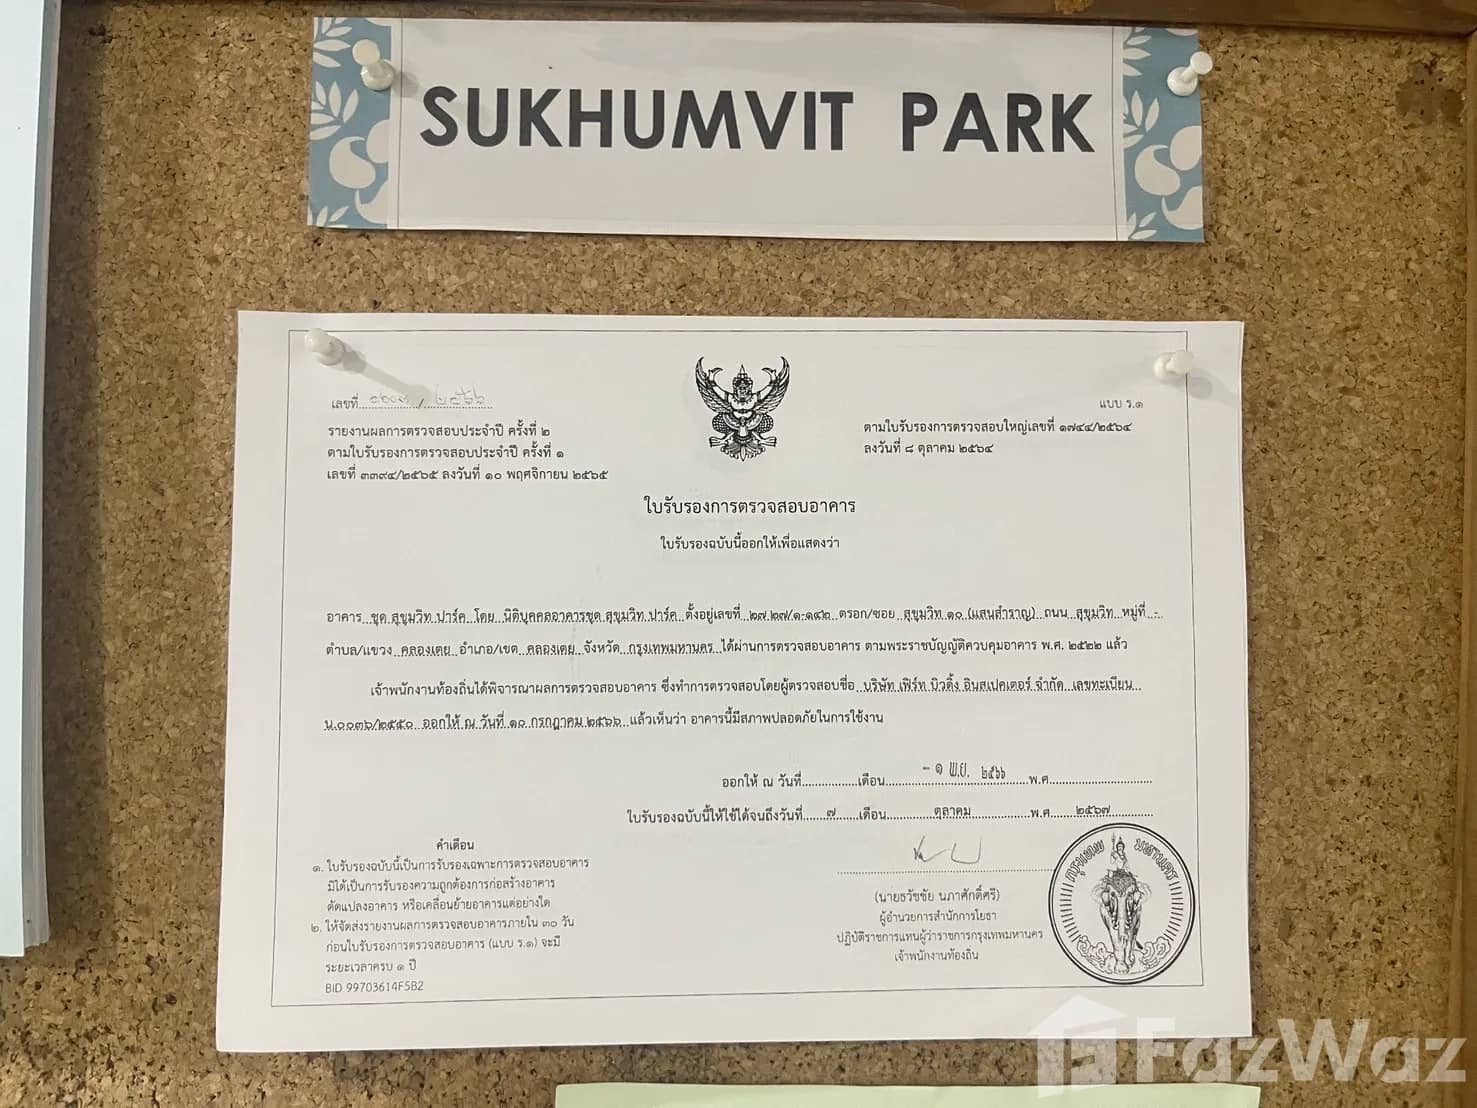 SUKHUMVIT PARK
เลขที่ / ๒๕๖๖
แบบ ร.๑
รายงานผลการตรวจสอบประจำปี ครั้งที่ ๒
ตามใบรับรองการตรวจสอบใหญ่เลขที่ ๑๗๔๔/๒๕๖๔
ตามใบรับรองการตรวจสอบประจำปี ครั้งที่ ๑
ลงวันที่ ๘ ตุลาคม ๒๕๖๔
เลขที่ ๓๓๙๔/๒๕๖๕ ลงวันที่ ๑๐ พฤศจิกายน ๒๕๖๕
ใบรับรองการตรวจสอบอาคาร
ใบรับรองฉบับนี้ออกให้เพื่อแสดงว่า
อาคาร ชุด สุขุมวิท ปาร์ค โดย นิติบุคคลอาคารชุด สุขุมวิท ปาร์ค ตั้งอยู่เลขที่ ๒๗ ๒๗/๑-๑๔๒ ตรอก/ซอย สุขุมวิท ๑๐ (แสนสำราญ) ถนน สุขุมวิท หมู่ที่ -
ตำบล/แขวง คลองเตย อำเภอ/เขต คลองเตย จังหวัด กรุงเทพมหานคร ได้ผ่านการตรวจสอบอาคาร ตามพระราชบัญญัติควบคุมอาคาร พ.ศ. ๒๕๒๒ แล้ว
เจ้าพนักงานท้องถิ่นได้พิจารณาผลการตรวจสอบอาคาร ซึ่งทำการตรวจสอบโดยผู้ตรวจสอบชื่อ บริษัท เฟิร์ท บิวดิ้ง อินสเปคเตอร์ จำกัด เลขทะเบียน
น.๐๐๓๖/๒๕๕๐ ออกให้ ณ วันที่ ๑๐ กรกฎาคม ๒๕๖๖ แล้วเห็นว่า อาคารนี้มีสภาพปลอดภัยในการใช้งาน
ออกให้ ณ วันที่ เดือน - ๑ พ.ย. ๒๕๖๖ พ.ศ.
ใบรับรองฉบับนี้ให้ใช้ได้จนถึงวันที่ ๗ เดือน ตุลาคม พ.ศ. ๒๕๖๗
คำเตือน
๑. ใบรับรองฉบับนี้เป็นการรับรองเฉพาะการตรวจสอบอาคาร
มิได้เป็นการรับรองความถูกต้องการก่อสร้างอาคาร
ดัดแปลงอาคาร หรือเคลื่อนย้ายอาคารแต่อย่างใด
๒. ให้จัดส่งรายงานผลการตรวจสอบอาคารภายใน ๓๐ วัน
ก่อนใบรับรองการตรวจสอบอาคาร (แบบ ร.๑) จะมี
ระยะเวลาครบ ๑ ปี
BID 99703614F5B2
(นายธวัชชัย นภาศักดิ์ศรี)
ผู้อำนวยการสำนักการโยธา
ปฏิบัติราชการแทนผู้ว่าราชการกรุงเทพมหานคร
เจ้าพนักงานท้องถิ่น
กรุงเทพ มหานคร
FazWaz